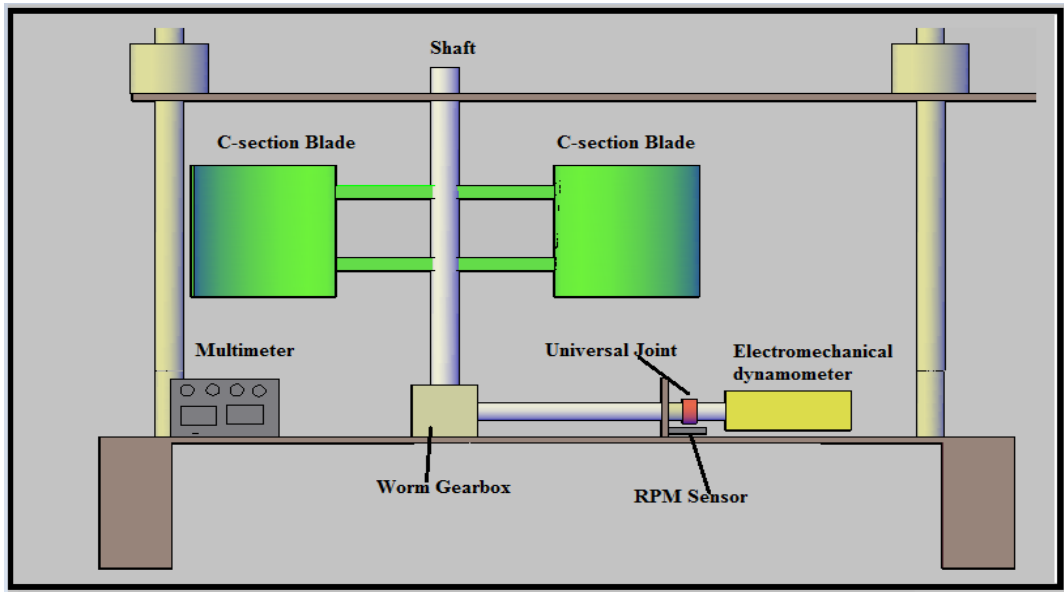 Shaft
C-section Blade
C-section Blade
Multimeter
Universal Joint
Electromechanical
dynamometer
Worm Gearbox
RPM Sensor